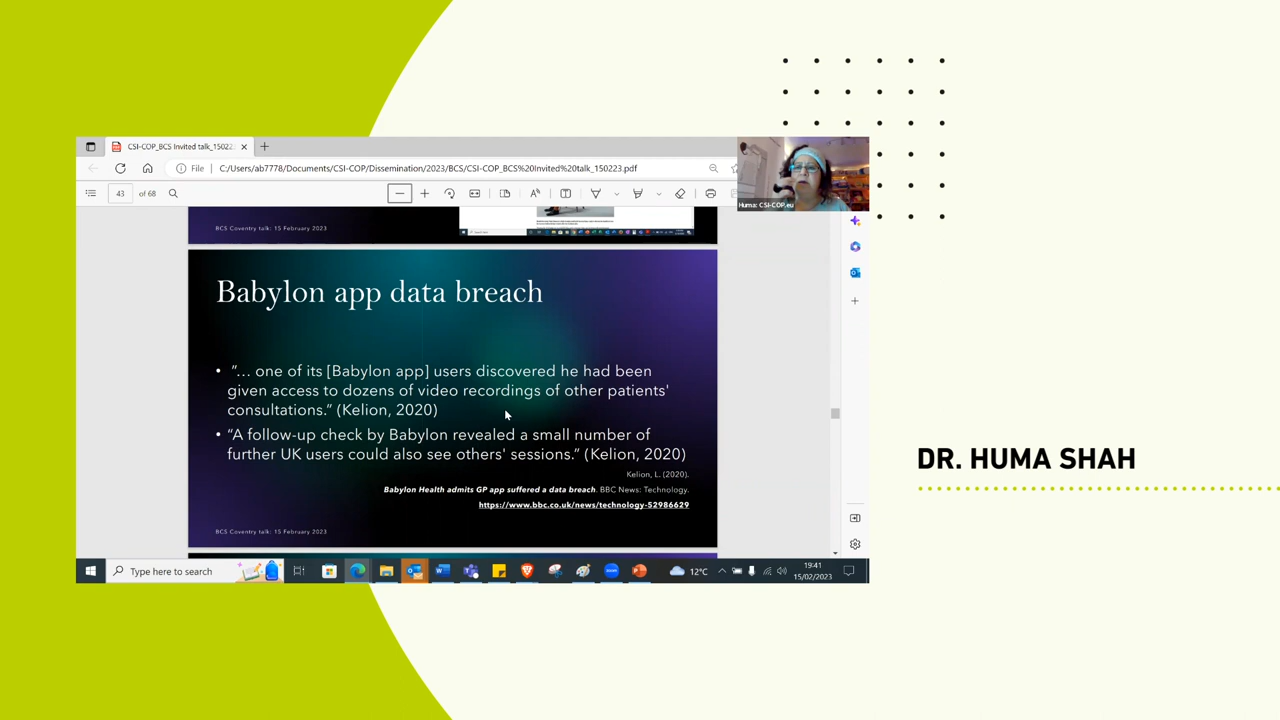 CSI-COP_BCS Invited talk_150223.
File
C:/Users/ab7778/Documents/CSI-COP/Dissemination/2023/BCS/CSI-COP_BCS%20Invited%20talk_150223.pdf
43 of 68
Huma: CSI-COP.eu
BCS Coventry talk: 15 February 2023
Babylon app data breach
• "... one of its [Babylon app] users discovered he had been
given access to dozens of video recordings of other patients'
consultations." (Kelion, 2020)
• "A follow-up check by Babylon revealed a small number of
further UK users could also see others' sessions." (Kelion, 2020)
Kelion, L. (2020).
Babylon Health admits GP app suffered a data breach. BBC News: Technology.
https://www.bbc.co.uk/news/technology-52986629
BCS Coventry talk: 15 February 2023
DR. HUMA SHAH
Type here to search
12°C
19:41
15/02/2023